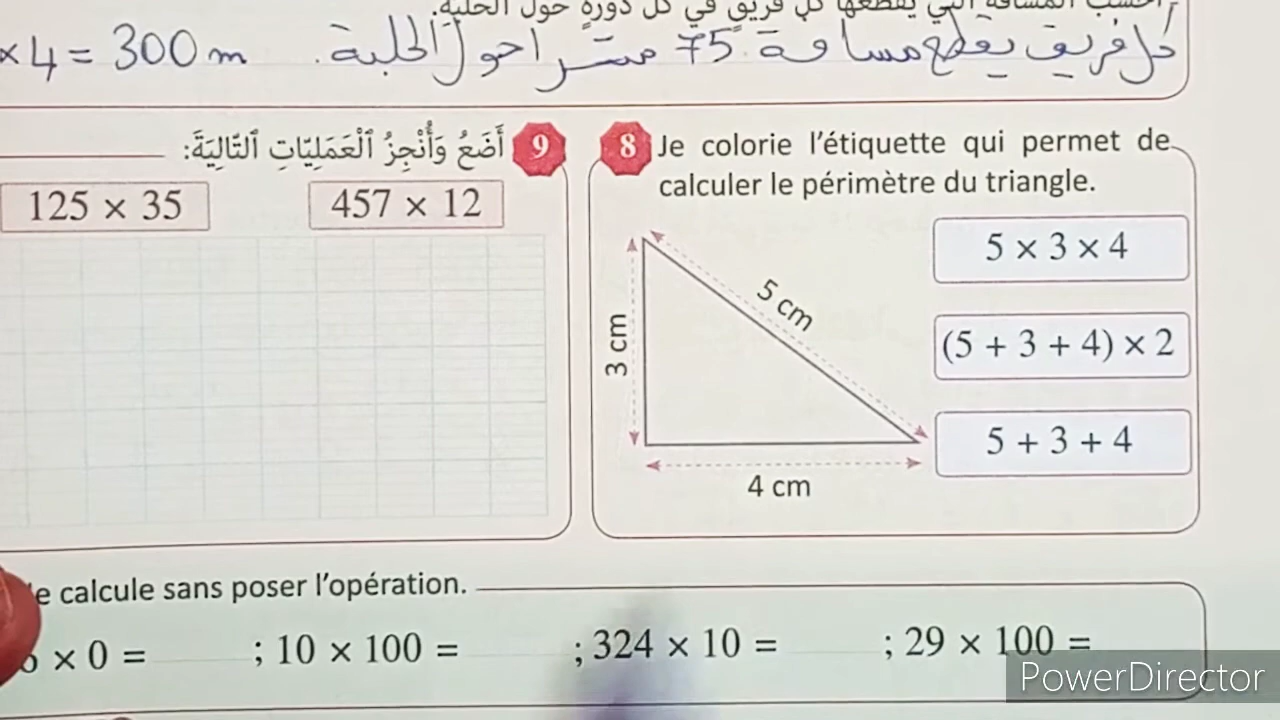 كل فريق يقطع مسافة 75 متر احول الحلبة.
×4 = 300 m
8 Je colorie l'étiquette qui permet de
calculer le périmètre du triangle.
5 × 3 × 4
(5 + 3 + 4) × 2
5 + 3 + 4
3 cm
5 cm
4 cm
9 أَضَعُ وَأُنْجِزُ ٱلْعَمَلِيّاتِ ٱلتّالِيَةَ:
457 × 12
125 × 35
e calcule sans poser l'opération.
× 0 = ; 10 × 100 = ; 324 × 10 = ; 29 × 100 =
PowerDirector